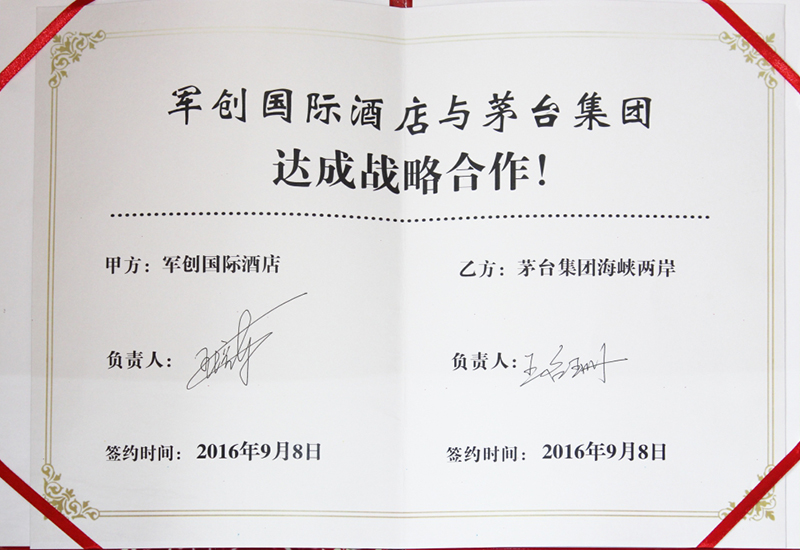 军创国际酒店与茅台集团
达成战略合作！
甲方：军创国际酒店
负责人：
签约时间：2016年9月8日
乙方：茅台集团海峡两岸
负责人：
签约时间：2016年9月8日